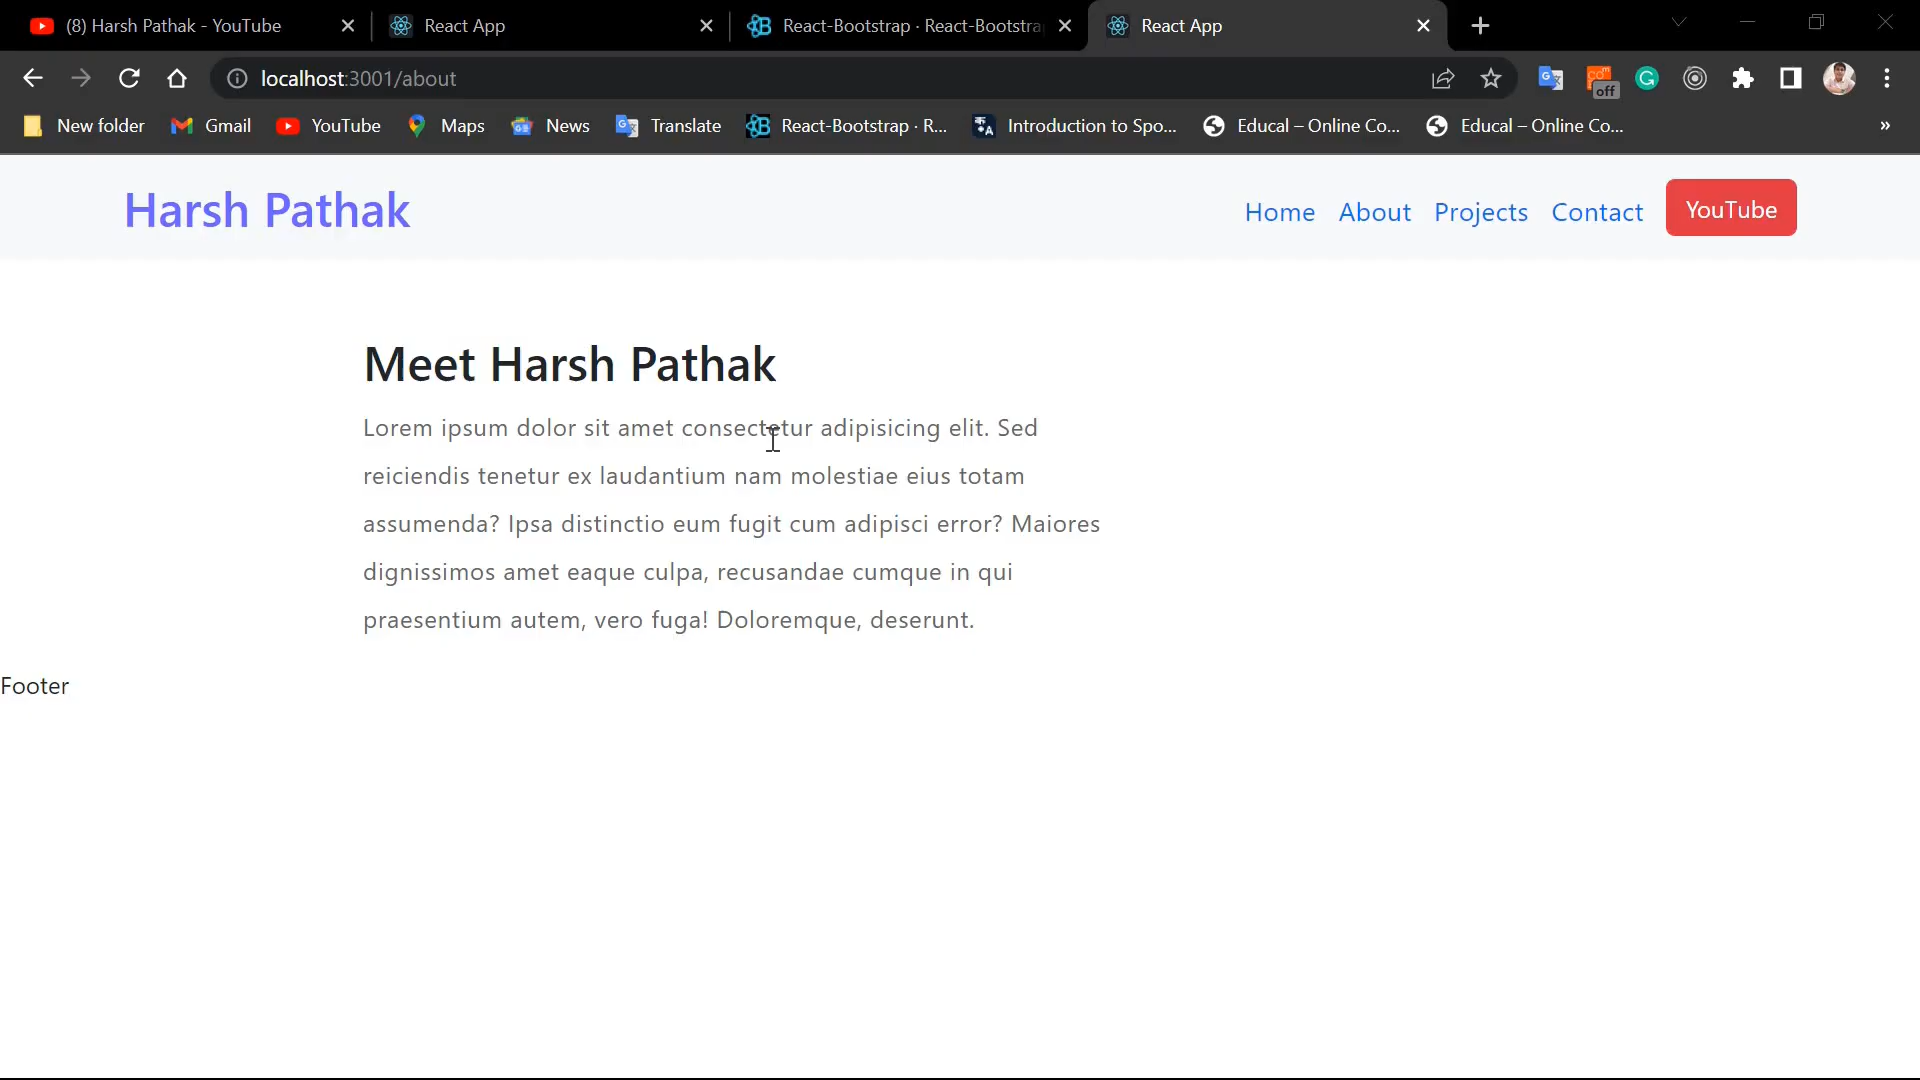 (8) Harsh Pathak - YouTube
React App
React-Bootstrap · React-Bootstra
React App
localhost:3001/about
off
New folder
Gmail
YouTube
Maps
News
Translate
React-Bootstrap · R...
Introduction to Spo...
Educal – Online Co...
Educal – Online Co...
»
Harsh Pathak
Home
About
Projects
Contact
YouTube
Meet Harsh Pathak
Lorem ipsum dolor sit amet consectetur adipisicing elit. Sed
reiciendis tenetur ex laudantium nam molestiae eius totam
assumenda? Ipsa distinctio eum fugit cum adipisci error? Maiores
dignissimos amet eaque culpa, recusandae cumque in qui
praesentium autem, vero fuga! Doloremque, deserunt.
Footer